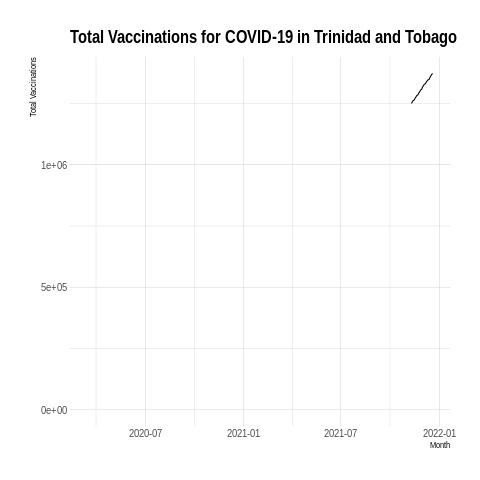 Total Vaccinations for COVID-19 in Trinidad and Tobago
Total Vaccinations
1e+06
5e+05
0e+00
2020-07 2021-01 2021-07 2022-01
Month